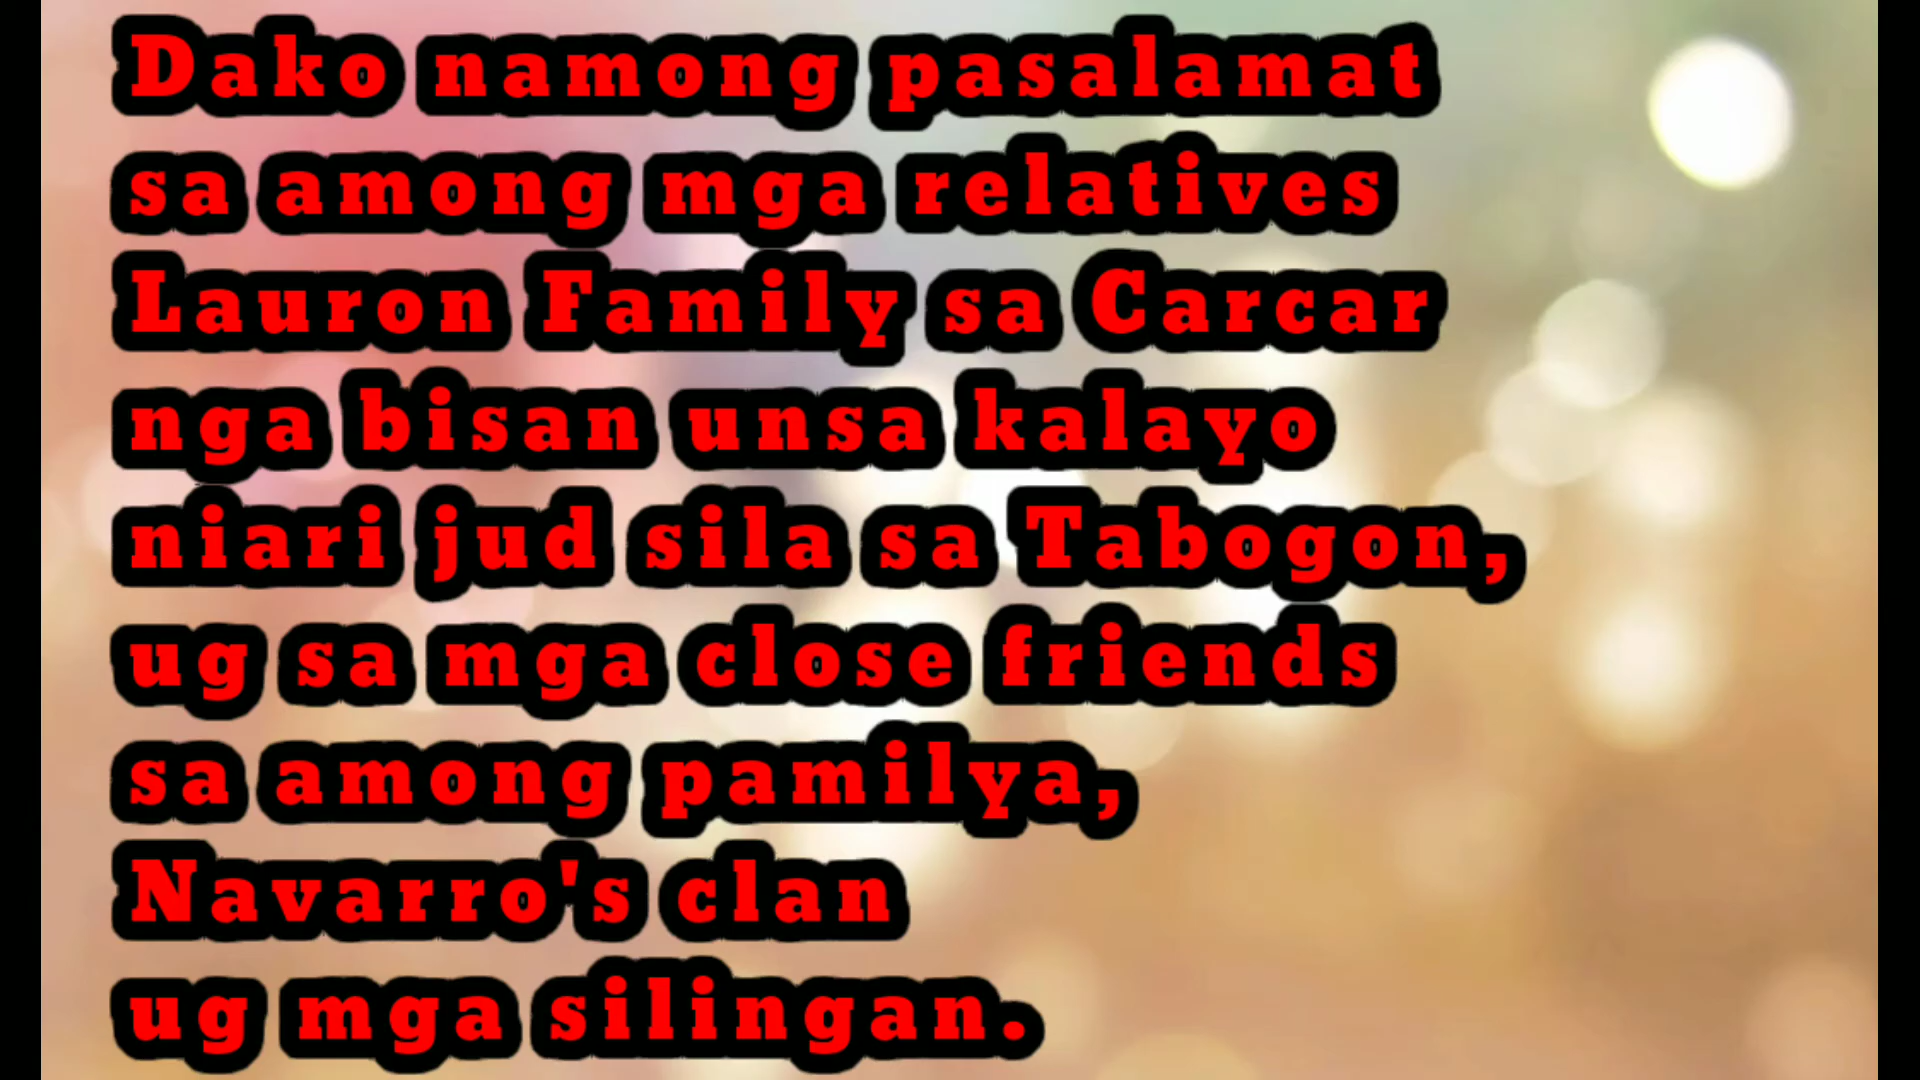 Dako namong pasalamat
sa among mga relatives
Lauron Family sa Carcar
nga bisan unsa kalayo
niari jud sila sa Tabogon,
ug sa mga close friends
sa among pamilya,
Navarro's clan
ug mga silingan.